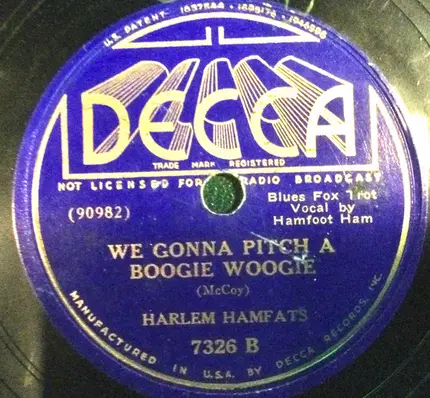 U.S. PATENT 1637544 - 1695176 - 1946596
DECCA
TRADE MARK REGISTERED
NOT LICENSED FOR RADIO BROADCAST
(90982)
Blues Fox Trot
Vocal by
Hamfoot Ham
WE GONNA PITCH A
BOOGIE WOOGIE
(McCoy)
HARLEM HAMFATS
7326 B
MANUFACTURED IN U.S.A. BY DECCA RECORDS, INC.